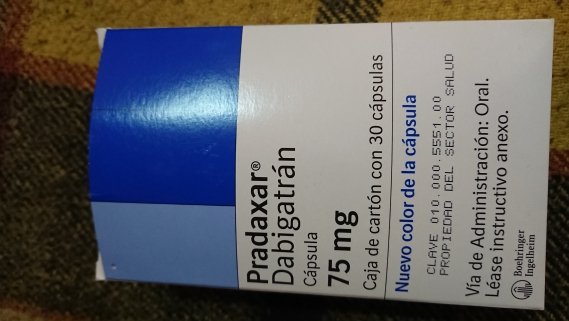 Pradaxar®
Dabigatrán
Cápsula
75 mg
Caja de cartón con 30 cápsulas
Nuevo color de la cápsula
CLAVE 010.000.5551.00
PROPIEDAD DEL SECTOR SALUD
Vía de Administración: Oral.
Léase instructivo anexo.
Boehringer
Ingelheim